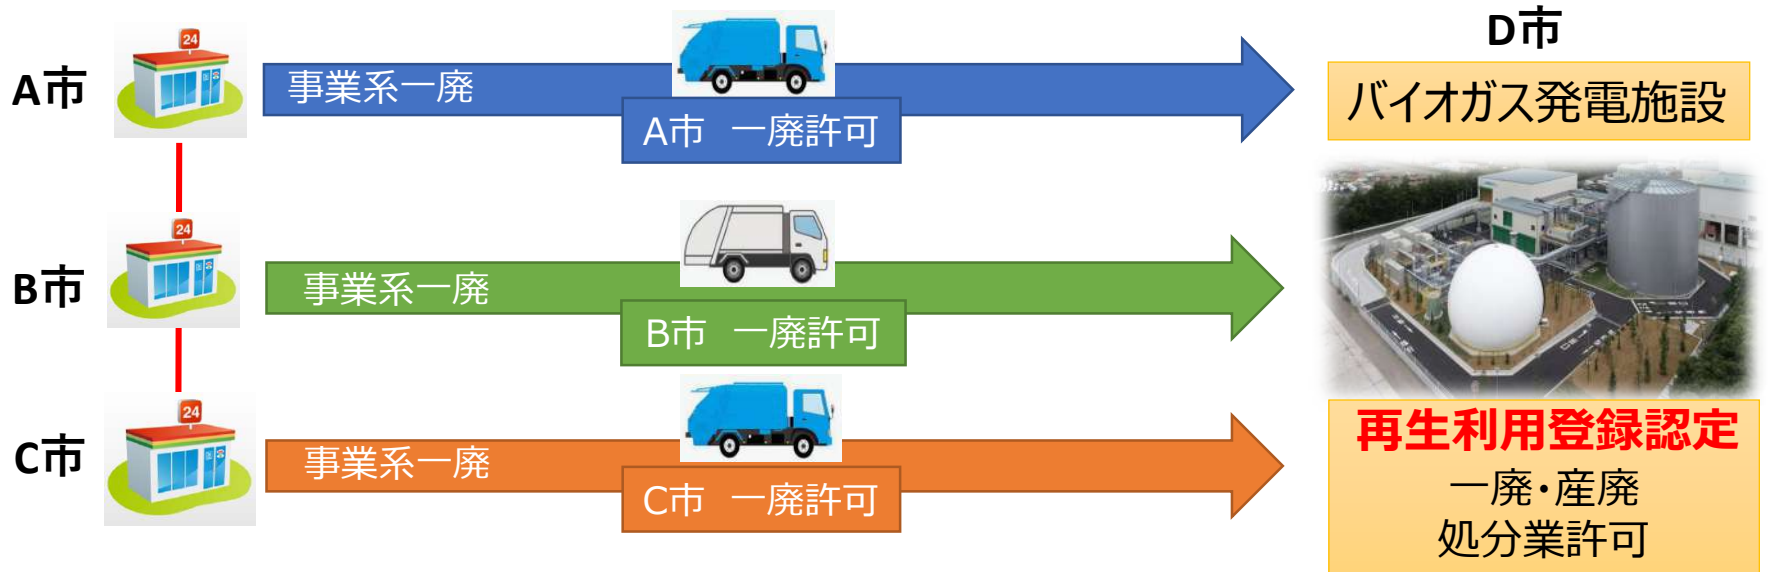 D市
A市
24
事業系一廃
A市 一廃許可
バイオガス発電施設
B市
24
事業系一廃
B市 一廃許可
C市
24
事業系一廃
C市 一廃許可
再生利用登録認定
一廃・産廃
処分業許可